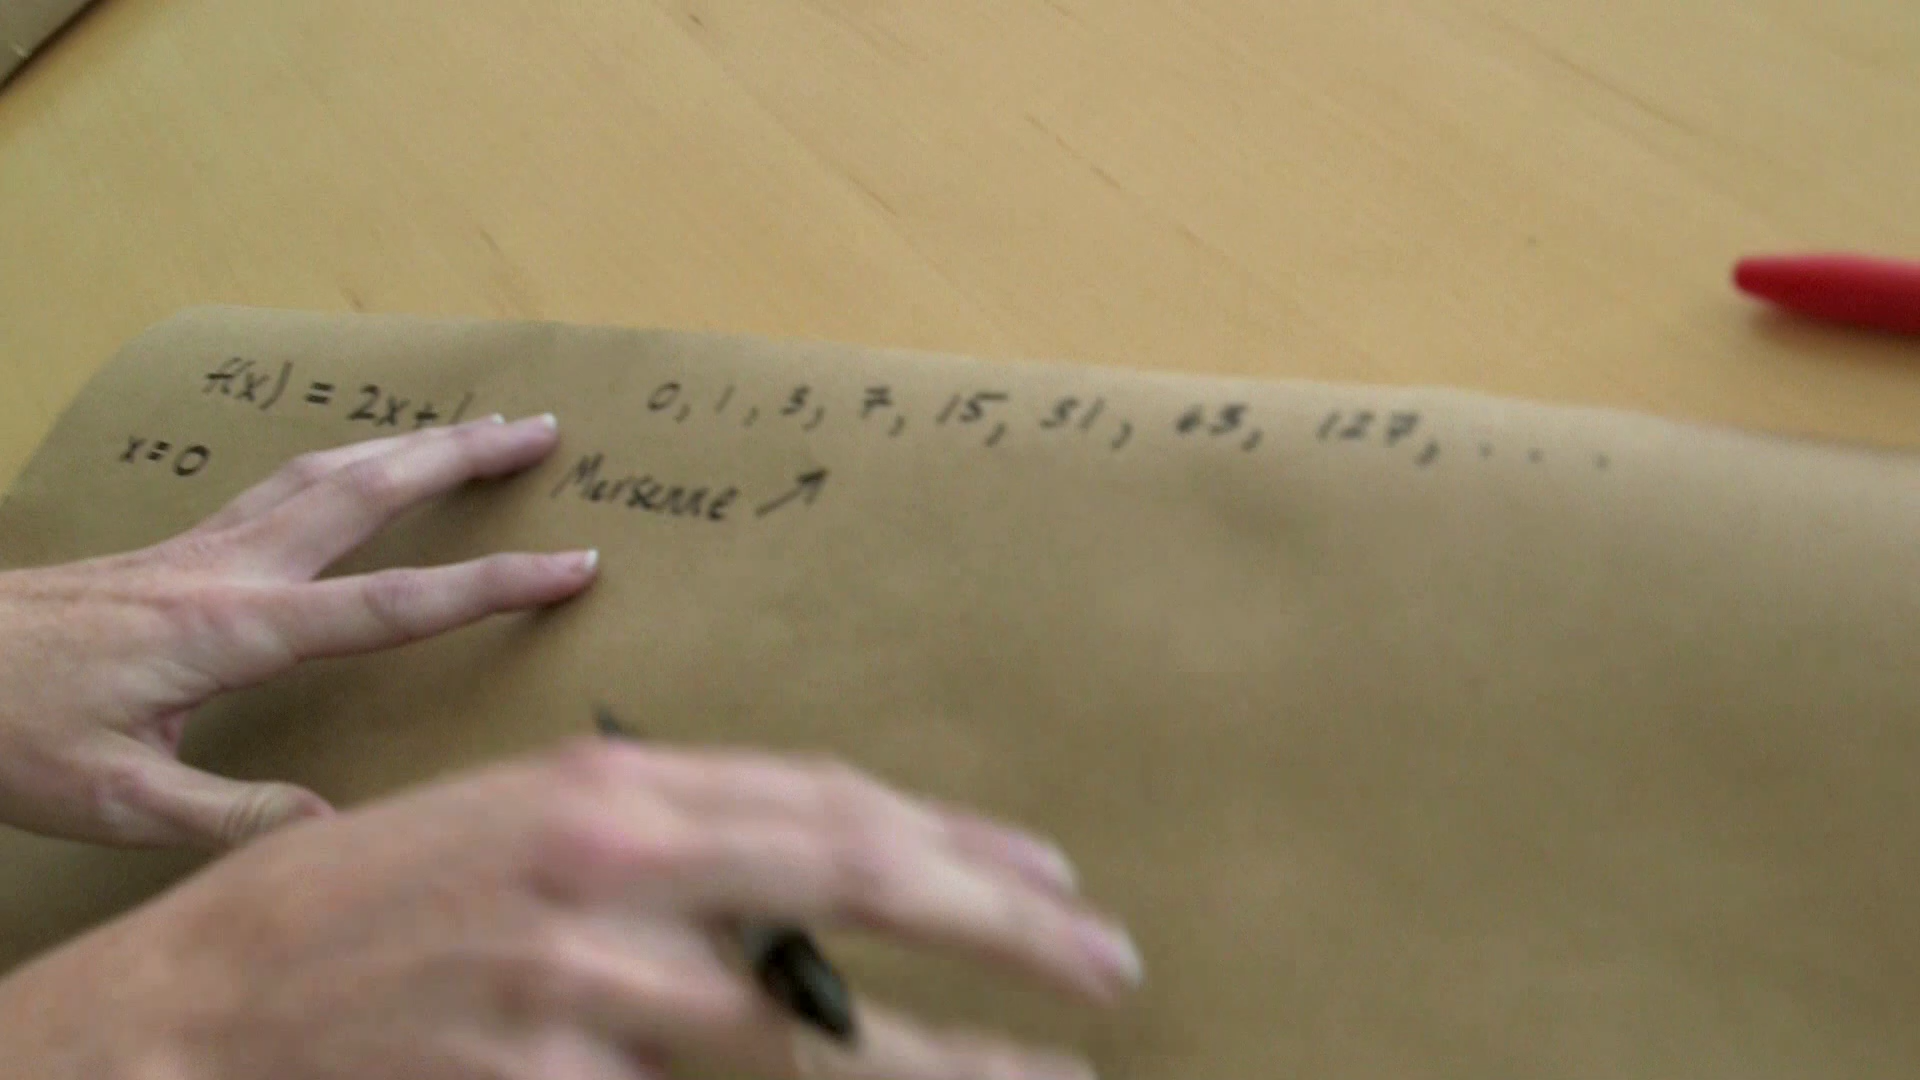 f(x) = 2x+1
0, 1, 3, 7, 15, 31, 63, 127, . . .
x=0
Mersenne ↗